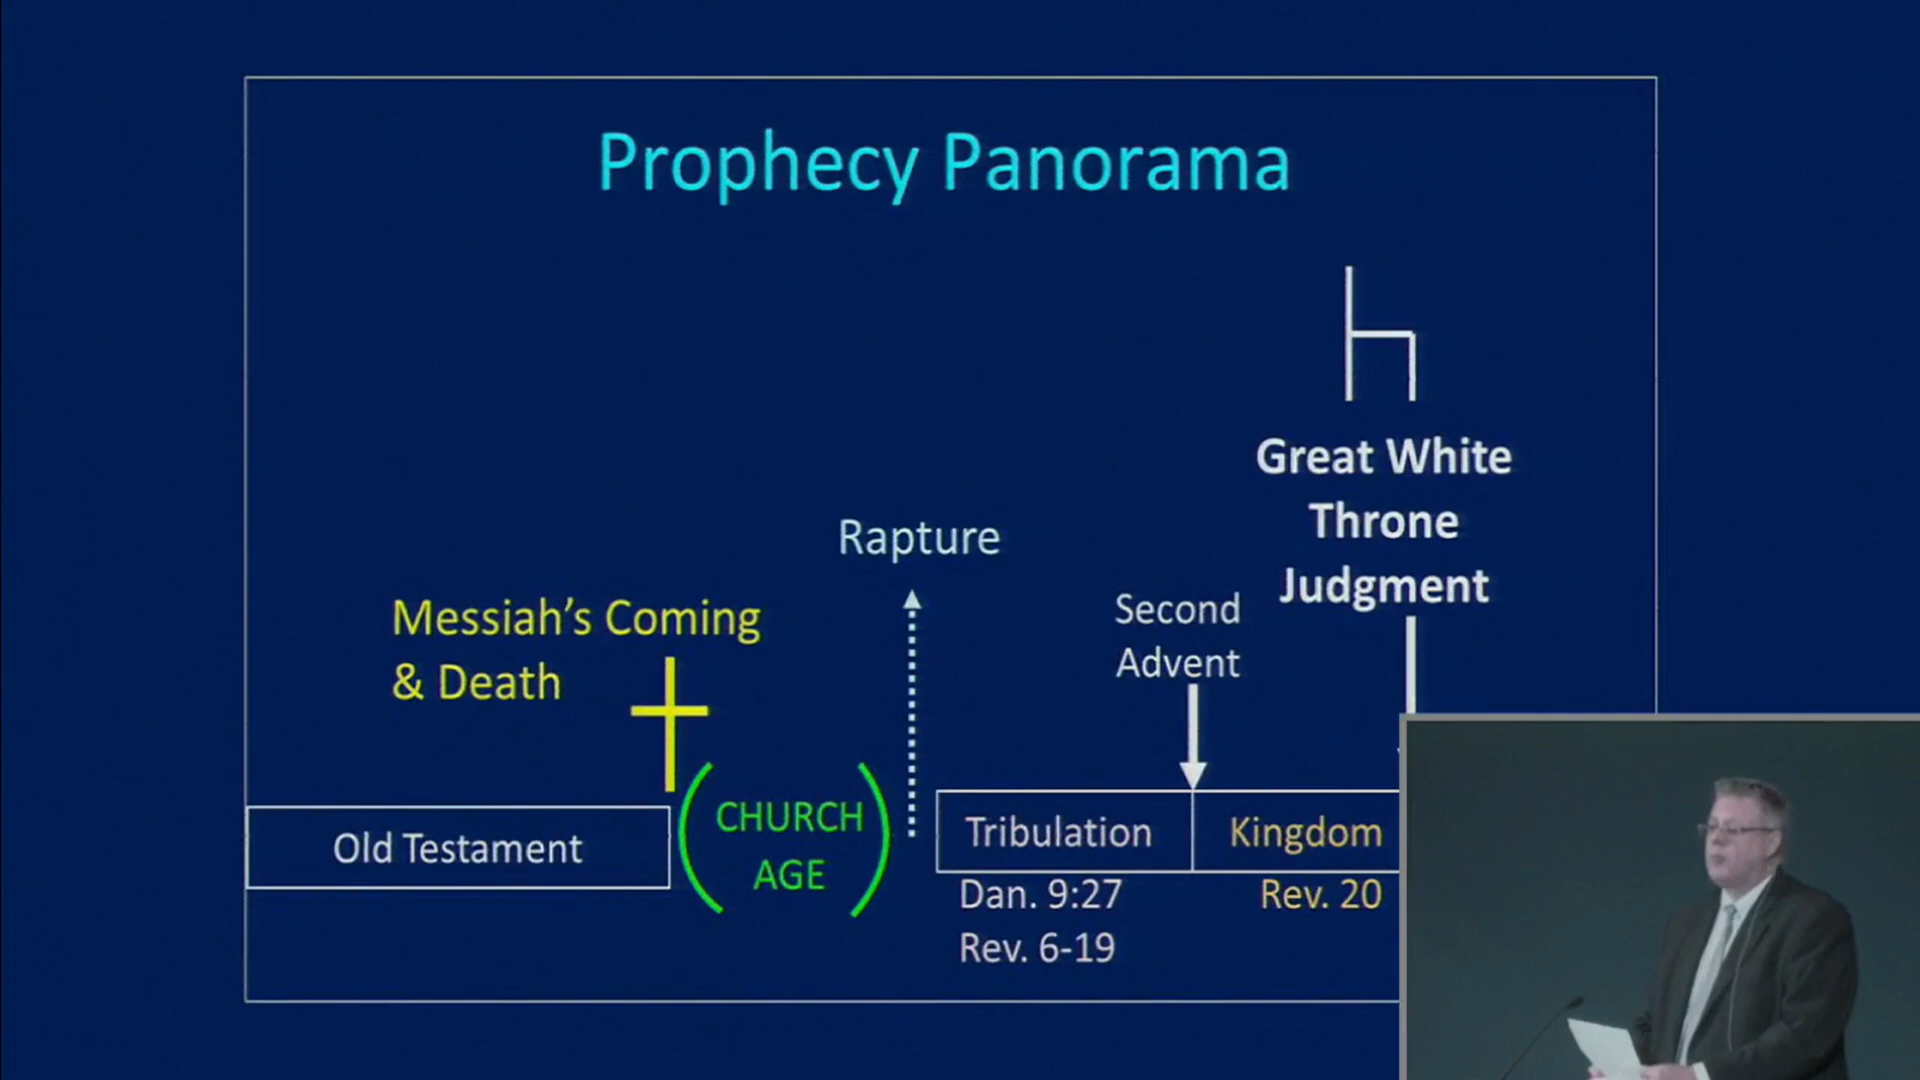 Prophecy Panorama
Great White
Throne
Judgment
Rapture
Second
Advent
Messiah's Coming
& Death
CHURCH
AGE
Old Testament
Tribulation
Kingdom
Dan. 9:27
Rev. 20
Rev. 6-19